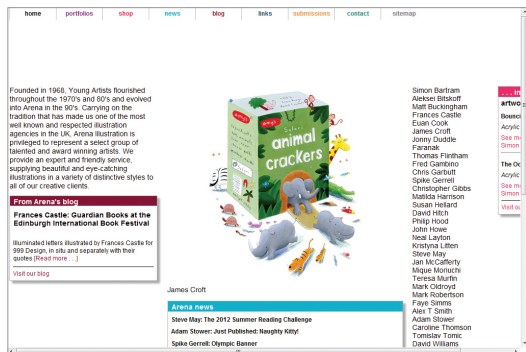 home portfolios shop news blog links submissions contact sitemap
Founded in 1968, Young Artists flourished
throughout the 1970's and 80's and evolved
into Arena in the 90's. Carrying on the
tradition that has made us one of the most
well known and respected illustration
agencies in the UK, Arena Illustration is
privileged to represent a select group of
talented and award winning artists. We
provide an expert and friendly service,
supplying beautiful and eye-catching
illustrations in a variety of distinctive styles to
all of our creative clients.
From Arena's blog
Frances Castle: Guardian Books at the
Edinburgh International Book Festival
Illuminated letters illustrated by Frances Castle for
999 Design, in situ and separately with their
quotes [Read more . . .]
Visit our blog
animal
crackers
James Croft
Arena news
Steve May: The 2012 Summer Reading Challenge
Adam Stower: Just Published: Naughty Kitty!
Spike Gerrell: Olympic Banner
Simon Bartram
Aleksei Bitskoff
Matt Buckingham
Frances Castle
Euan Cook
James Croft
Jonny Duddle
Faranak
Thomas Flintham
Fred Gambino
Chris Garbutt
Spike Gerrell
Christopher Gibbs
Matilda Harrison
Susan Hellard
David Hitch
Philip Hood
John Howe
Neal Layton
Kristyna Litten
Steve May
Jan McCafferty
Mique Moriuchi
Teresa Murfin
Mark Oldroyd
Mark Robertson
Faye Simms
Alex T Smith
Adam Stower
Caroline Thomson
Tomislav Tomic
David Williams
. . . in
artwo
Bounci
Acrylic
See m
Simon
The Oc
Acrylic
See m
Simon
Visit ou